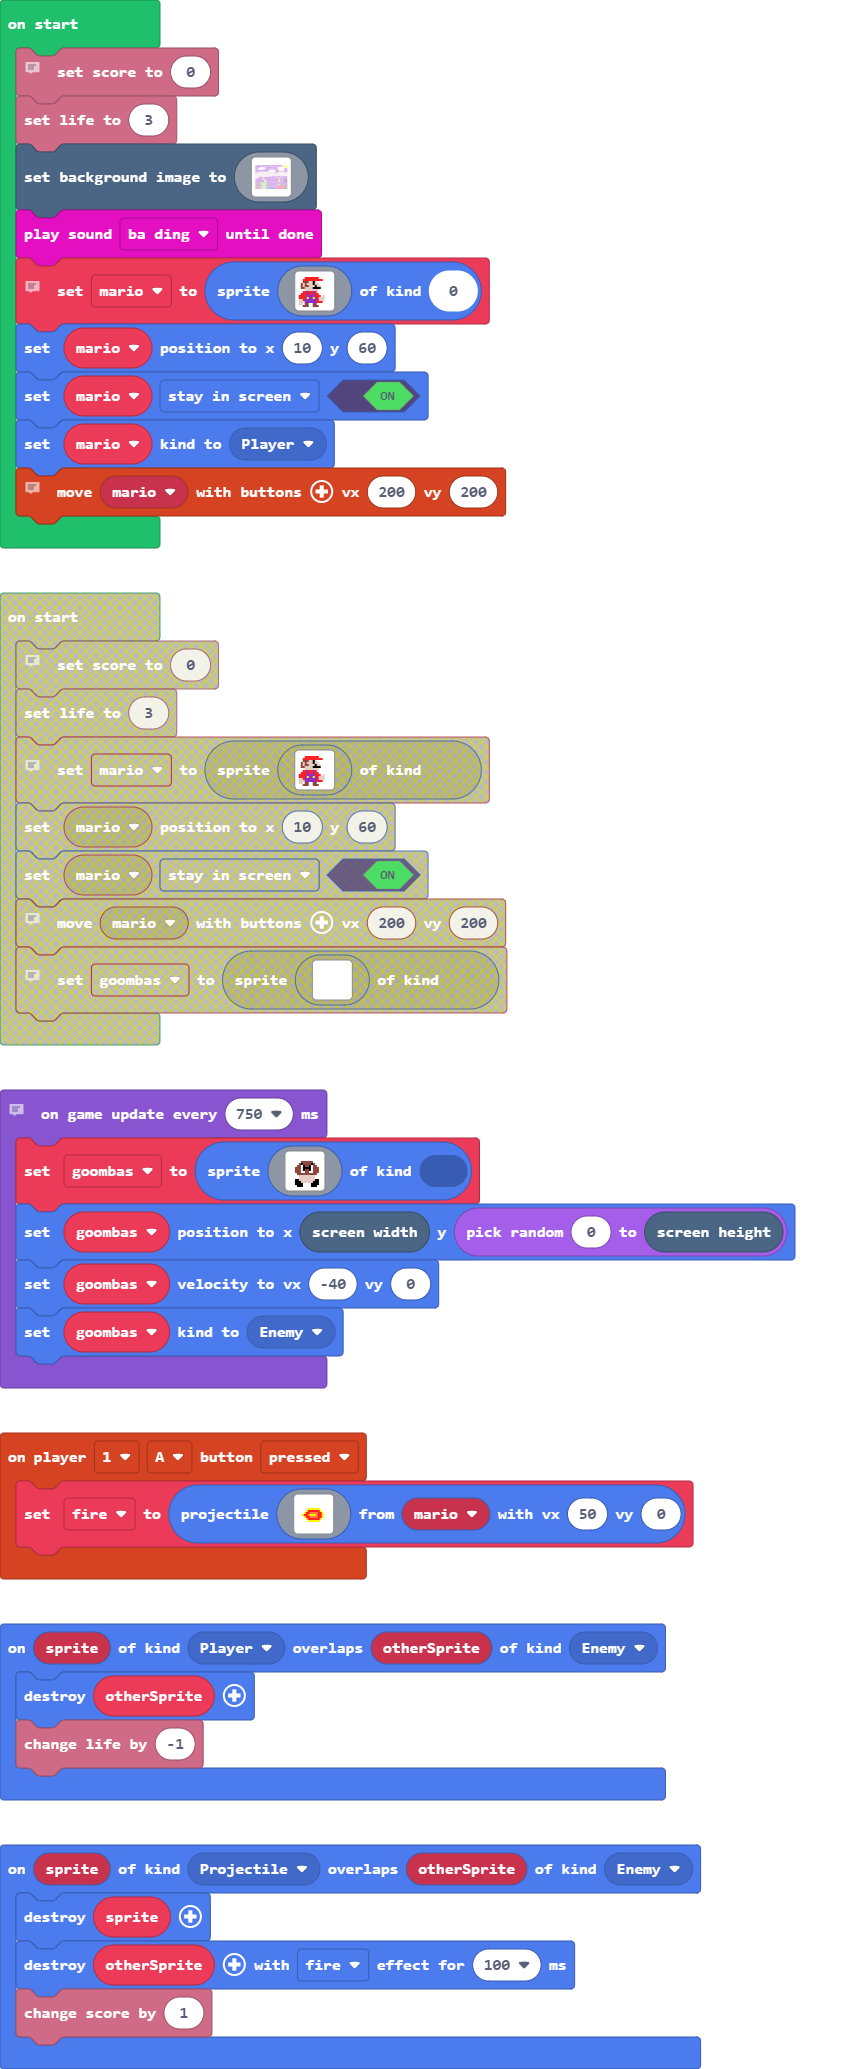 on start
set score to 0
set life to 3
set background image to
play sound ba ding until done
set mario to sprite of kind 0
set mario position to x 10 y 60
set mario stay in screen ON
set mario kind to Player
move mario with buttons vx 200 vy 200
on start
set score to 0
set life to 3
set mario to sprite of kind
set mario position to x 10 y 60
set mario stay in screen ON
move mario with buttons vx 200 vy 200
set goombas to sprite of kind
on game update every 750 ms
set goombas to sprite of kind
set goombas position to x screen width y pick random 0 to screen height
set goombas velocity to vx -40 vy 0
set goombas kind to Enemy
on player 1 A button pressed
set fire to projectile from mario with vx 50 vy 0
on sprite of kind Player overlaps otherSprite of kind Enemy
destroy otherSprite
change life by -1
on sprite of kind Projectile overlaps otherSprite of kind Enemy
destroy sprite
destroy otherSprite with fire effect for 100 ms
change score by 1